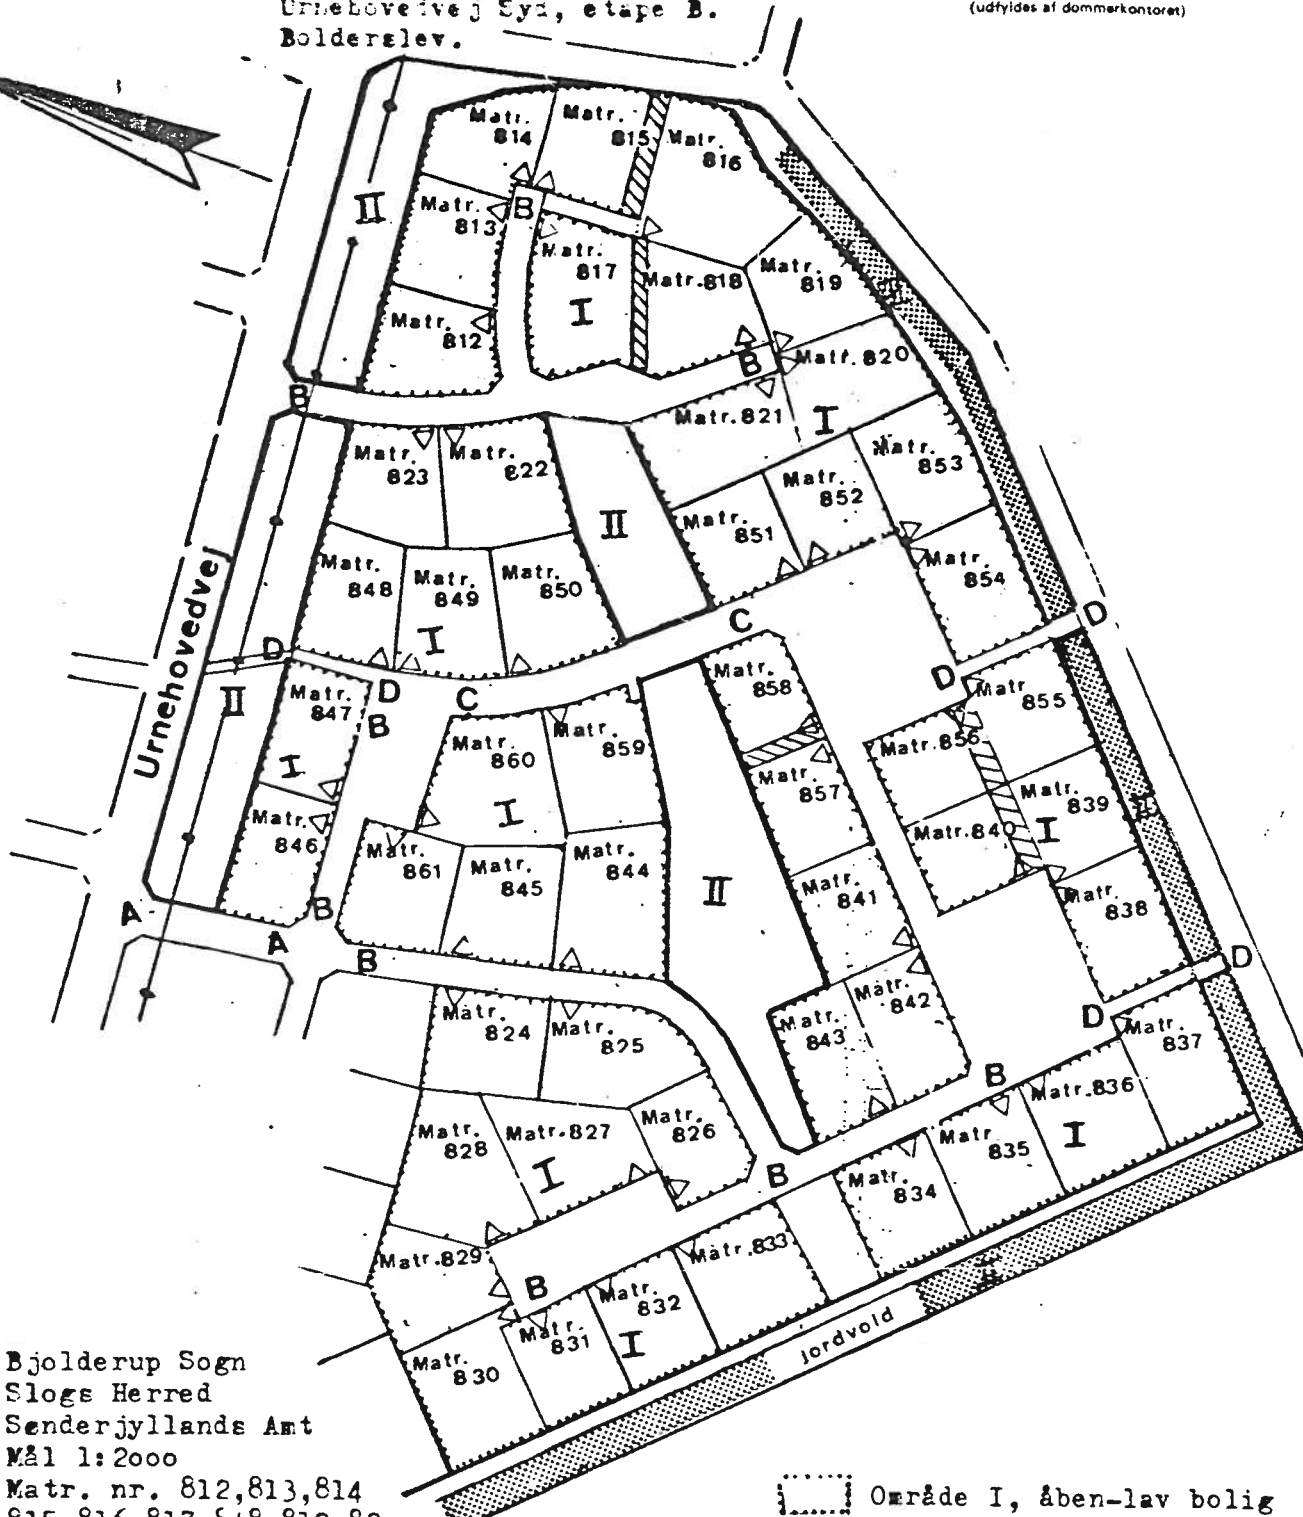 Urnehovedvej Syd, etape B.
Bolderslev.
(udfyldes af dommerkontoret)
Matr. 814
Matr. 815
Matr. 816
II
Matr. 813
B
Matr. 817
I
Matr. 818
Matr. 819
Matr. 812
B
Matr. 820
B
Matr. 821
I
Matr. 823
Matr. 822
II
Matr. 853
Matr. 852
Matr. 851
Matr. 848
Matr. 849
I
Matr. 850
Matr. 854
Urnehovedvej
D
C
D
II
Matr. 847
D
B
C
Matr. 858
D
Matr. 855
I
Matr. 860
I
Matr. 859
Matr. 856
Matr. 857
Matr. 839
I
Matr. 846
Matr. 861
Matr. 845
Matr. 844
II
Matr. 840
Matr. 841
Matr. 838
A
B
A
B
D
Matr. 824
Matr. 825
Matr. 843
Matr. 842
D
Matr. 837
B
Matr. 836
I
Matr. 828
Matr. 827
I
Matr. 826
Matr. 835
B
Matr. 834
Matr. 829
B
Matr. 833
Matr. 832
I
Matr. 831
Matr. 830
jordvold
Bjolderup Sogn
Slogs Herred
Sønderjyllands Amt
Mål 1:2000
Matr. nr. 812,813,814
Område I, åben-lav bolig